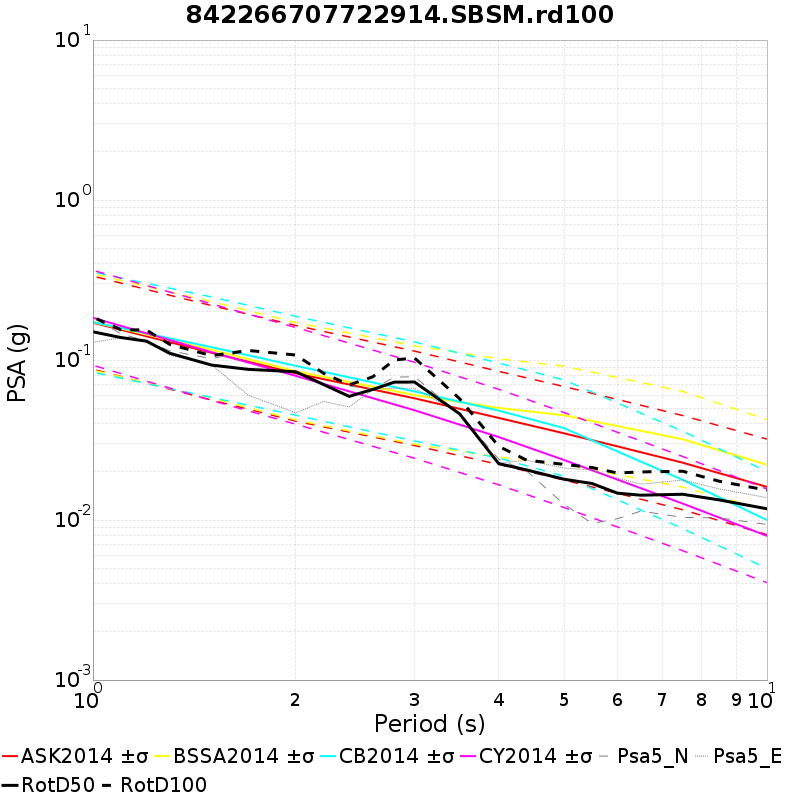 842266707722914.SBSM.rd100
10^1
10^0
10^-1
10^-2
10^-3
PSA (g)
10^0 2 3 4 5 6 7 8 9 10^1
Period (s)
ASK2014 ±σ BSSA2014 ±σ CB2014 ±σ CY2014 ±σ Psa5_N Psa5_E
RotD50 RotD100